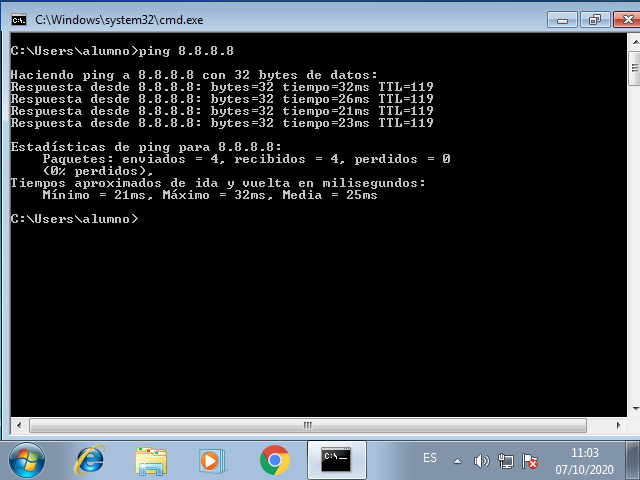 C:\Windows\system32\cmd.exe
C:\Users\alumno>ping 8.8.8.8
Haciendo ping a 8.8.8.8 con 32 bytes de datos:
Respuesta desde 8.8.8.8: bytes=32 tiempo=32ms TTL=119
Respuesta desde 8.8.8.8: bytes=32 tiempo=26ms TTL=119
Respuesta desde 8.8.8.8: bytes=32 tiempo=21ms TTL=119
Respuesta desde 8.8.8.8: bytes=32 tiempo=23ms TTL=119
Estadísticas de ping para 8.8.8.8:
Paquetes: enviados = 4, recibidos = 4, perdidos = 0
(0% perdidos),
Tiempos aproximados de ida y vuelta en milisegundos:
Mínimo = 21ms, Máximo = 32ms, Media = 25ms
C:\Users\alumno>
ES
11:03
07/10/2020